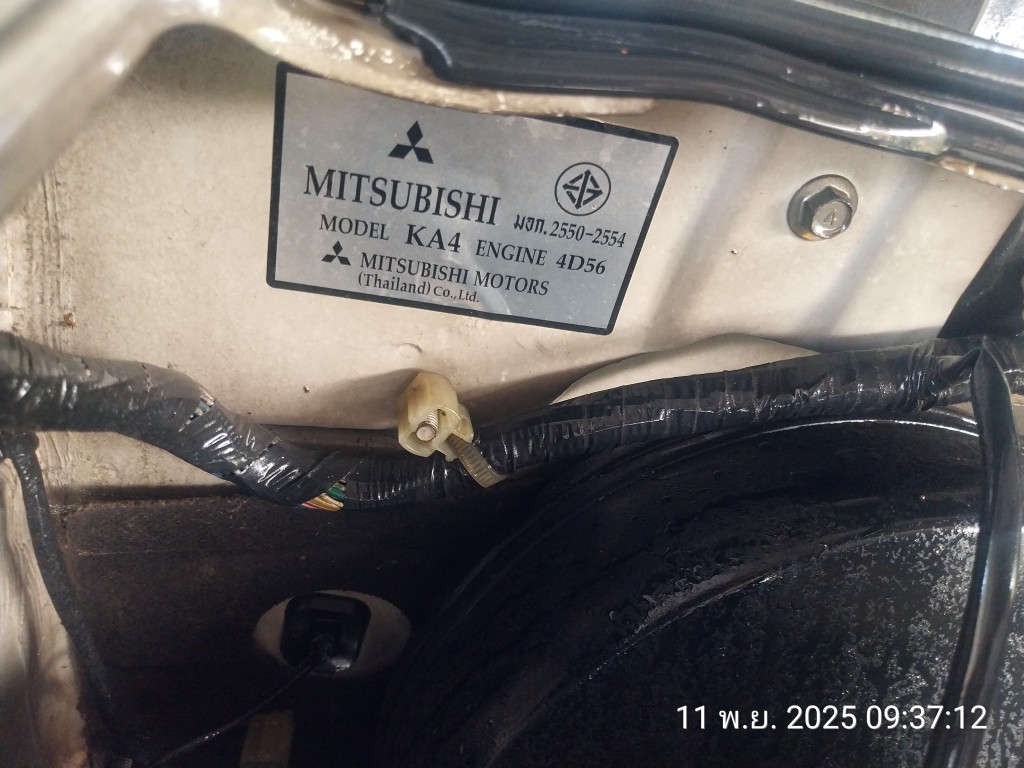 MITSUBISHI
มอก. 2550-2554
MODEL KA4 ENGINE 4D56
MITSUBISHI MOTORS
(Thailand) Co.,Ltd.
4
11 พ.ย. 2025 09:37:12